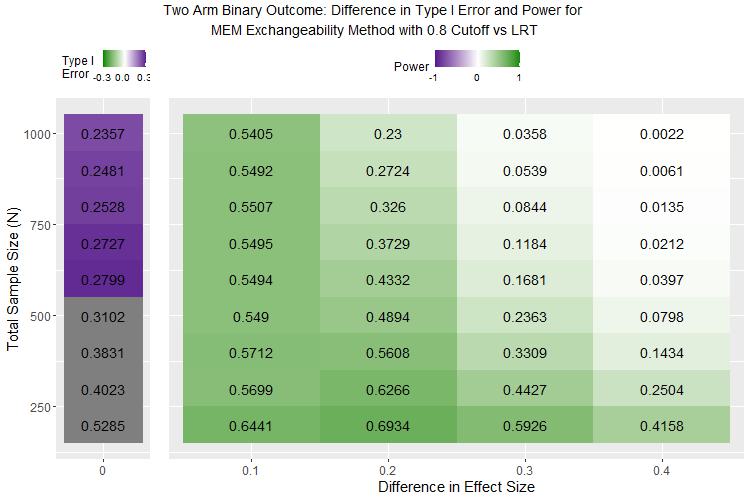 Two Arm Binary Outcome: Difference in Type I Error and Power for
MEM Exchangeability Method with 0.8 Cutoff vs LRT
Type I
Error
-0.3 0.0 0.3
Power
-1 0 1
Total Sample Size (N)
1000 0.2357 0.5405 0.23 0.0358 0.0022
0.2481 0.5492 0.2724 0.0539 0.0061
0.2528 0.5507 0.326 0.0844 0.0135
750
0.2727 0.5495 0.3729 0.1184 0.0212
0.2799 0.5494 0.4332 0.1681 0.0397
500 0.3102 0.549 0.4894 0.2363 0.0798
0.3831 0.5712 0.5608 0.3309 0.1434
0.4023 0.5699 0.6266 0.4427 0.2504
250
0.5285 0.6441 0.6934 0.5926 0.4158
0 0.1 0.2 0.3 0.4
Difference in Effect Size